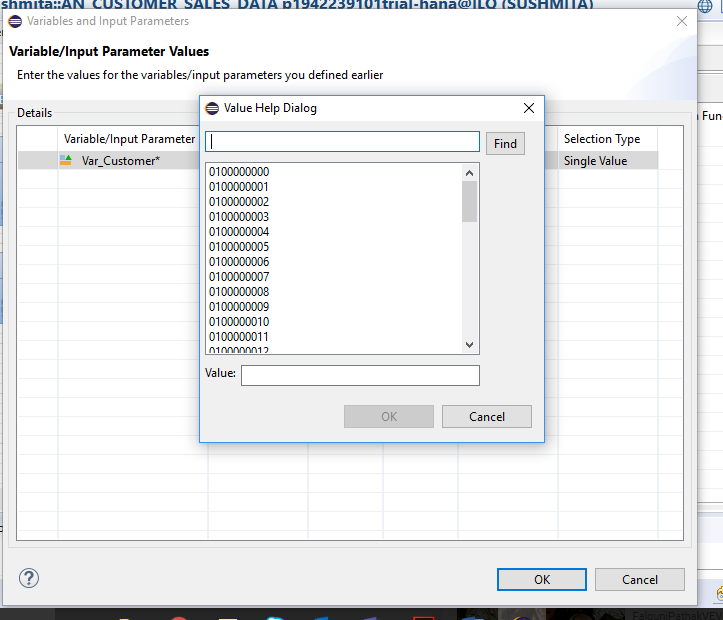 shmita::AN_CUSTOMER_SALES_DATA p1942239101trial-hana@ILO (SUSHMITA)
Variables and Input Parameters
Variable/Input Parameter Values
Enter the values for the variables/input parameters you defined earlier
Details
Variable/Input Parameter
Selection Type
Var_Customer*
Single Value
Value Help Dialog
Find
0100000000
0100000001
0100000002
0100000003
0100000004
0100000005
0100000006
0100000007
0100000008
0100000009
0100000010
0100000011
0100000012
Value:
OK
Cancel
OK
Cancel
Func